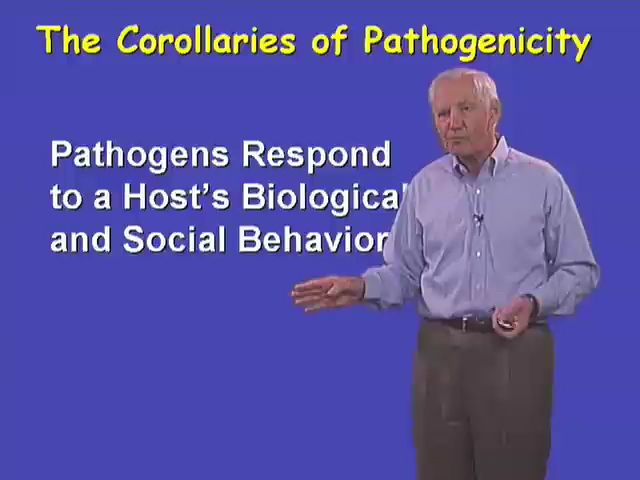 The Corollaries of Pathogenicity
Pathogens Respond
to a Host's Biological
and Social Behavior